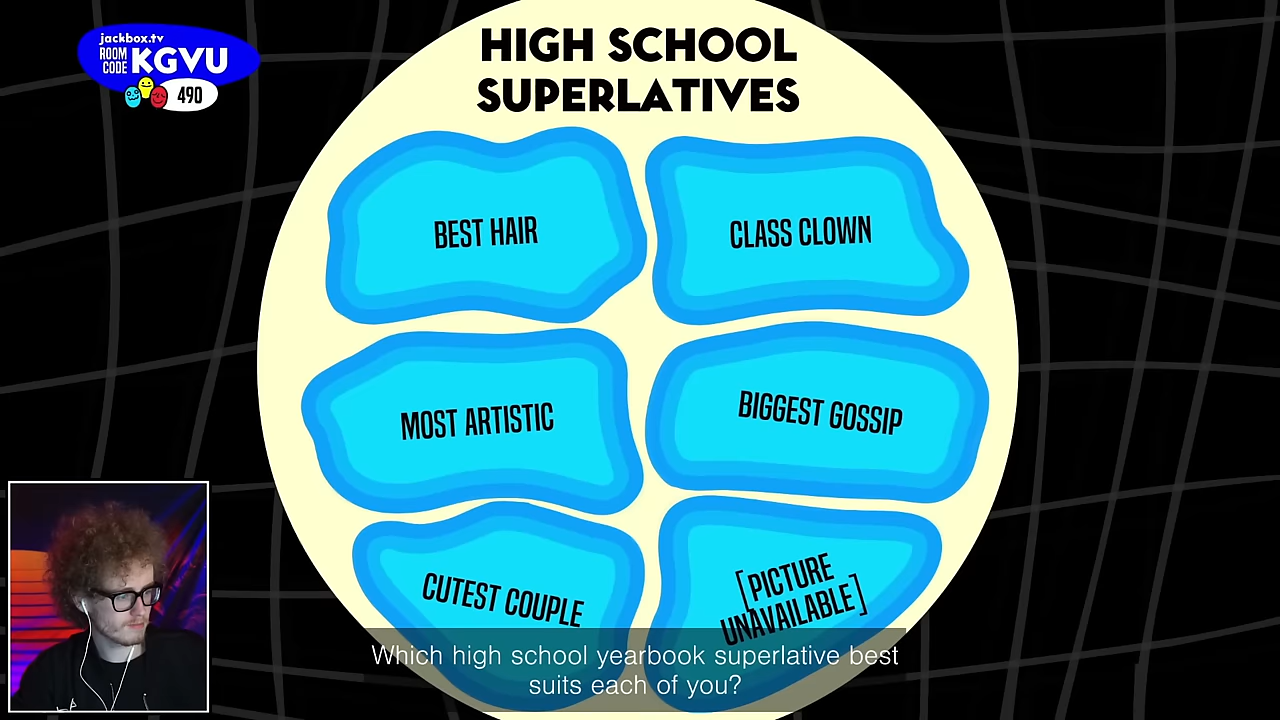 jackbox.tv
ROOM
CODE
KGVU
490
HIGH SCHOOL
SUPERLATIVES
BEST HAIR
CLASS CLOWN
MOST ARTISTIC
BIGGEST GOSSIP
CUTEST COUPLE
[PICTURE
UNAVAILABLE]
Which high school yearbook superlative best
suits each of you?